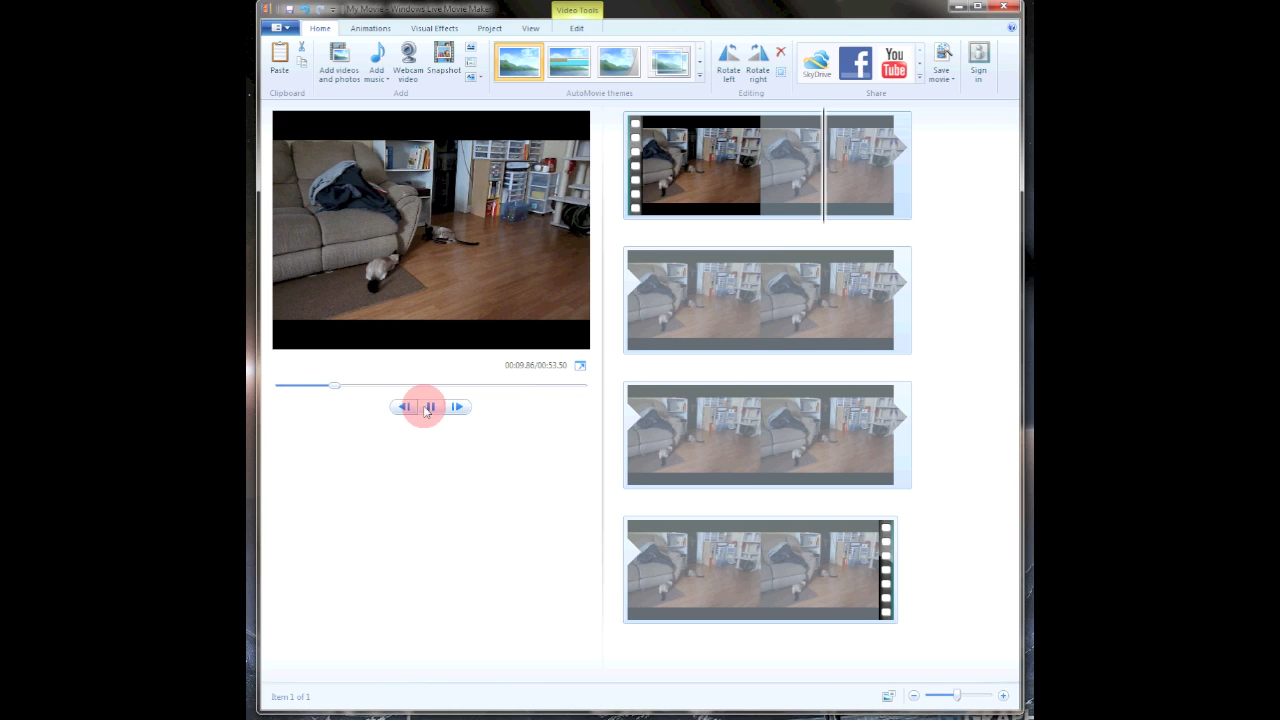 My Movie - Windows Live Movie Maker
Video Tools
Home Animations Visual Effects Project View Edit
Paste
Add videos and photos
Add music
Webcam video
Snapshot
Rotate left
Rotate right
SkyDrive
f
You Tube
Save movie
Sign in
Clipboard Add AutoMovie themes Editing Share
00:09.86/00:53.50
Item 1 of 1